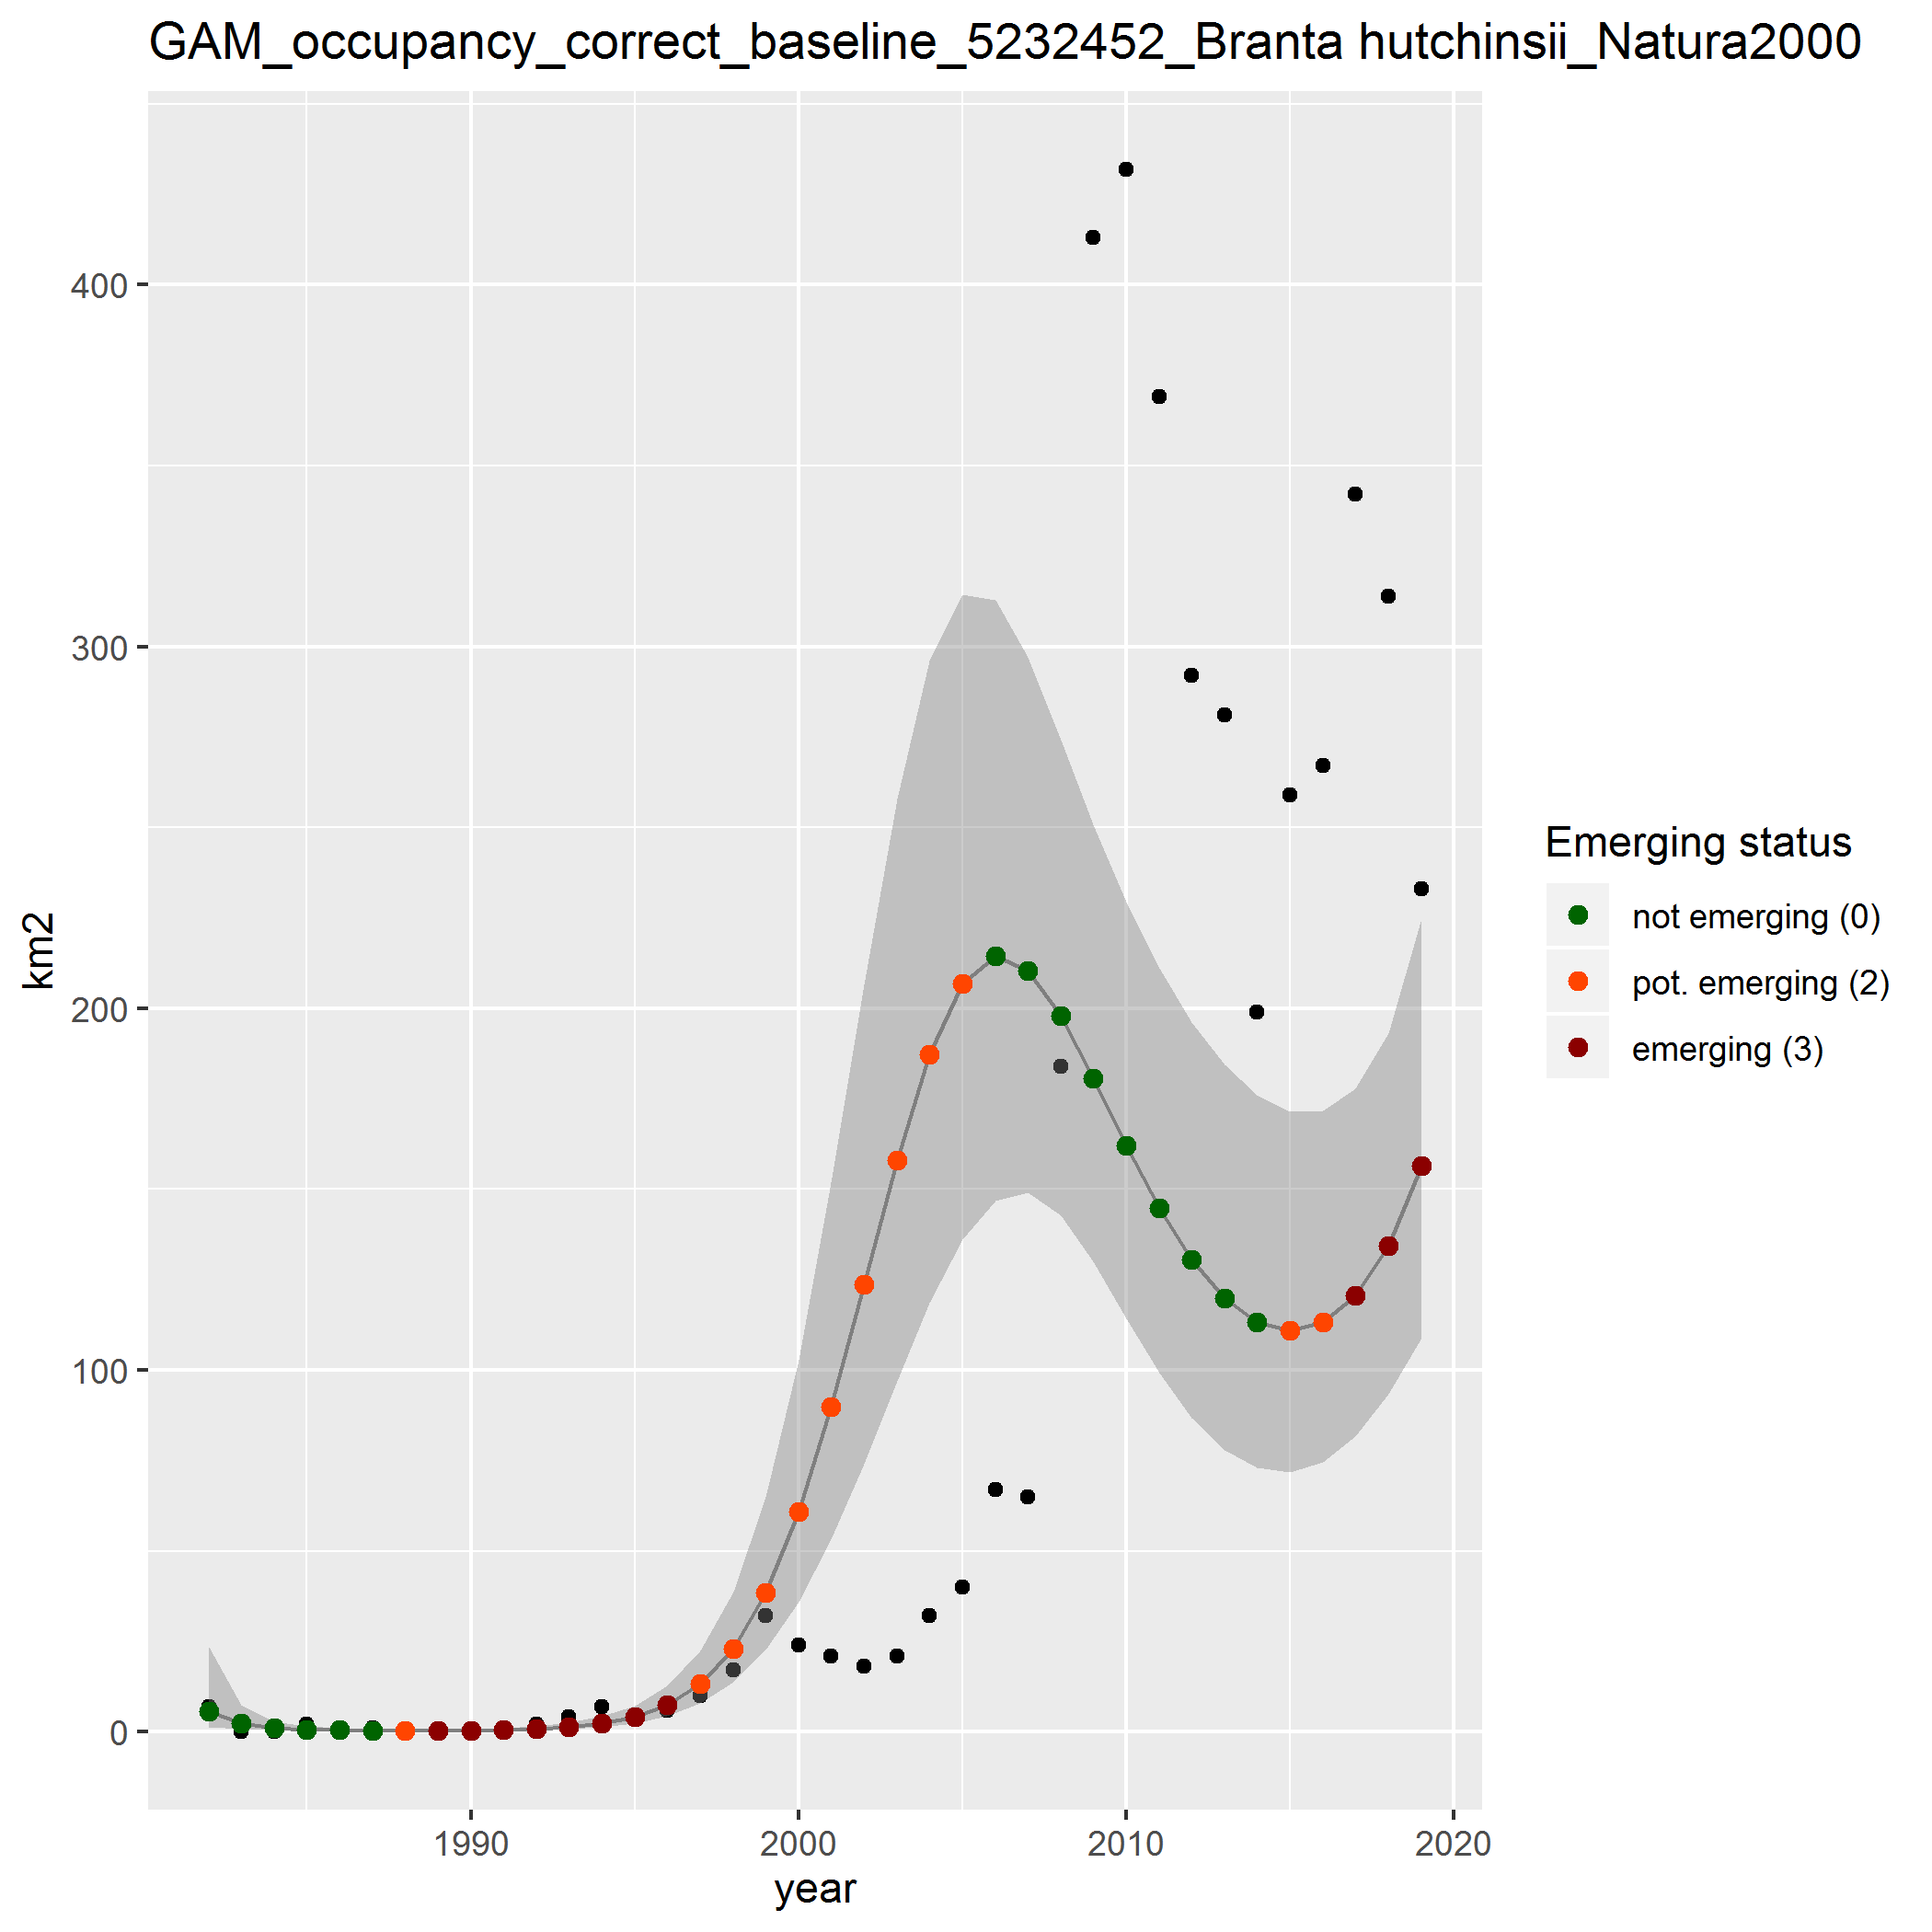 GAM_occupancy_correct_baseline_5232452_Branta hutchinsii_Natura2000
400
300
200
100
0
km2
1990
2000
2010
2020
year
Emerging status
not emerging (0)
pot. emerging (2)
emerging (3)